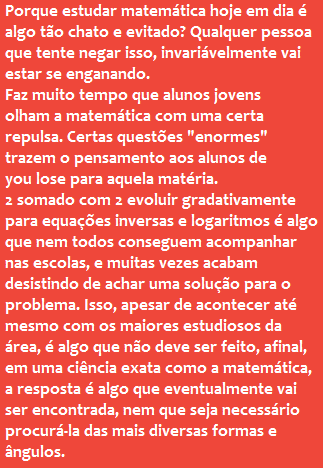 Porque estudar matemática hoje em dia é
algo tão chato e evitado? Qualquer pessoa
que tente negar isso, invariávelmente vai
estar se enganando.
Faz muito tempo que alunos jovens
olham a matemática com uma certa
repulsa. Certas questões "enormes"
trazem o pensamento aos alunos de
you lose para aquela matéria.
2 somado com 2 evoluir gradativamente
para equações inversas e logaritmos é algo
que nem todos conseguem acompanhar
nas escolas, e muitas vezes acabam
desistindo de achar uma solução para o
problema. Isso, apesar de acontecer até
mesmo com os maiores estudiosos da
área, é algo que não deve ser feito, afinal,
em uma ciência exata como a matemática,
a resposta é algo que eventualmente vai
ser encontrada, nem que seja necessário
procurá-la das mais diversas formas e
ângulos.